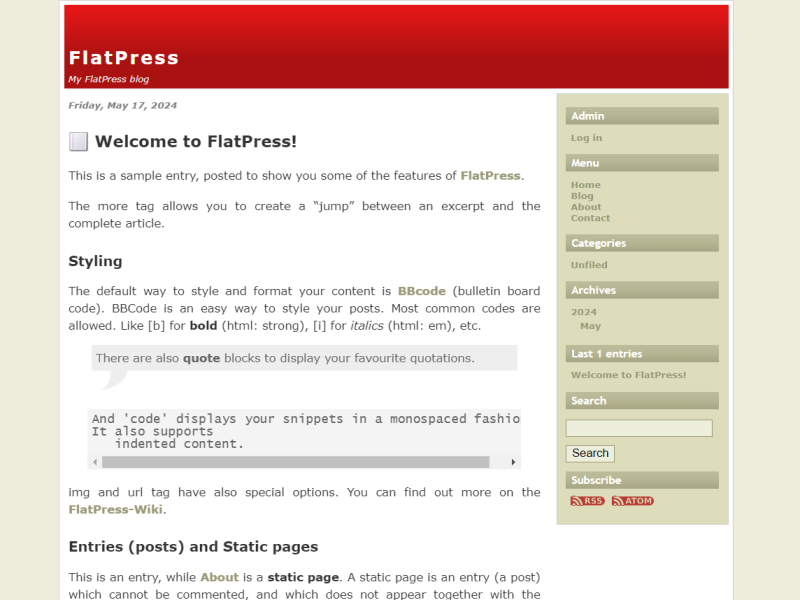 FlatPress
My FlatPress blog
Friday, May 17, 2024
Welcome to FlatPress!
This is a sample entry, posted to show you some of the features of FlatPress.
The more tag allows you to create a “jump” between an excerpt and the
complete article.
Styling
The default way to style and format your content is BBcode (bulletin board
code). BBCode is an easy way to style your posts. Most common codes are
allowed. Like [b] for bold (html: strong), [i] for italics (html: em), etc.
There are also quote blocks to display your favourite quotations.
And 'code' displays your snippets in a monospaced fashio
It also supports
indented content.
img and url tag have also special options. You can find out more on the
FlatPress-Wiki.
Entries (posts) and Static pages
This is an entry, while About is a static page. A static page is an entry (a post)
which cannot be commented, and which does not appear together with the
Admin
Log in
Menu
Home
Blog
About
Contact
Categories
Unfiled
Archives
2024
May
Last 1 entries
Welcome to FlatPress!
Search
Search
Subscribe
RSS ATOM